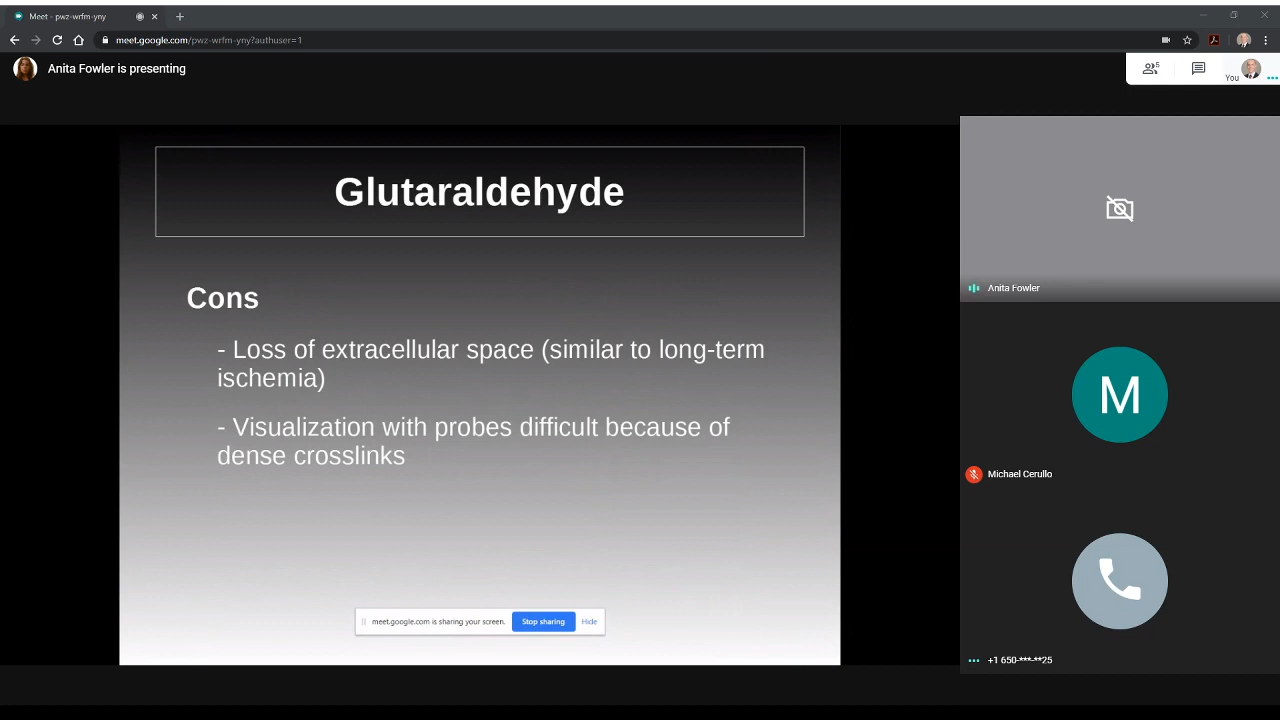 Meet - pwz-wrfm-yny
meet.google.com/pwz-wrfm-yny?authuser=1
Anita Fowler is presenting
5
You
Glutaraldehyde
Cons
- Loss of extracellular space (similar to long-term
ischemia)
- Visualization with probes difficult because of
dense crosslinks
meet.google.com is sharing your screen.
Stop sharing
Hide
Anita Fowler
M
Michael Cerullo
+1 650-***-**25